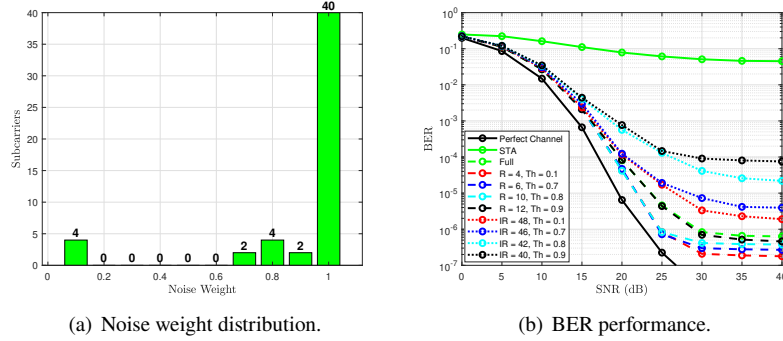 40
4
0
0
0
0
0
2
4
2
40
35
30
25
20
15
10
5
0
Subcarriers
0
0.2
0.4
0.6
0.8
1
Noise Weight
(a) Noise weight distribution.
10^0
10^-1
10^-2
10^-3
10^-4
10^-5
10^-6
10^-7
BER
Perfect Channel
STA
Full
R = 4, Th = 0.1
R = 6, Th = 0.7
R = 10, Th = 0.8
R = 12, Th = 0.9
IR = 48, Th = 0.1
IR = 46, Th = 0.7
IR = 42, Th = 0.8
IR = 40, Th = 0.9
0
5
10
15
20
25
30
35
40
SNR (dB)
(b) BER performance.